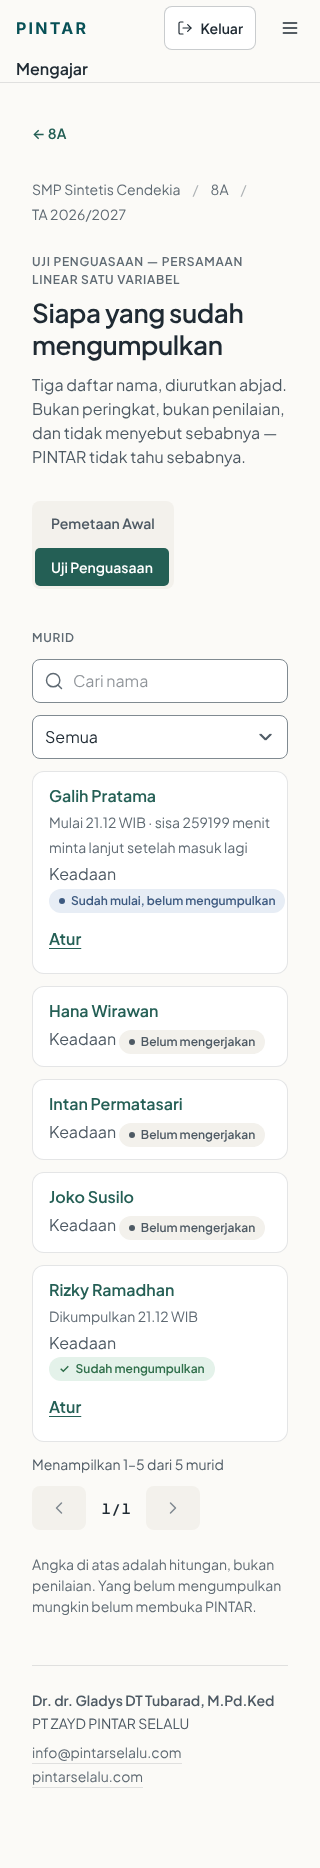 PINTAR
Keluar
Mengajar
← 8A
SMP Sintetis Cendekia / 8A /
TA 2026/2027
UJI PENGUASAAN — PERSAMAAN
LINEAR SATU VARIABEL
Siapa yang sudah
mengumpulkan
Tiga daftar nama, diurutkan abjad.
Bukan peringkat, bukan penilaian,
dan tidak menyebut sebabnya —
PINTAR tidak tahu sebabnya.
Pemetaan Awal
Uji Penguasaan
MURID
Cari nama
Semua
Galih Pratama
Mulai 21.12 WIB · sisa 259199 menit
minta lanjut setelah masuk lagi
Keadaan
Sudah mulai, belum mengumpulkan
Atur
Hana Wirawan
Keadaan Belum mengerjakan
Intan Permatasari
Keadaan Belum mengerjakan
Joko Susilo
Keadaan Belum mengerjakan
Rizky Ramadhan
Dikumpulkan 21.12 WIB
Keadaan
Sudah mengumpulkan
Atur
Menampilkan 1–5 dari 5 murid
1/1
Angka di atas adalah hitungan, bukan
penilaian. Yang belum mengumpulkan
mungkin belum membuka PINTAR.
Dr. dr. Gladys DT Tubarad, M.Pd.Ked
PT ZAYD PINTAR SELALU
info@pintarselalu.com
pintarselalu.com